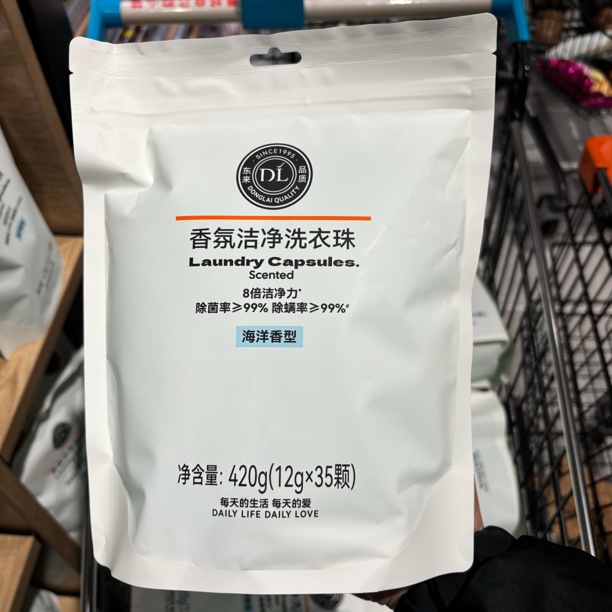 SINCE 1995
东来 DL 品质
DONGLAI QUALITY
香氛洁净洗衣珠
Laundry Capsules.
Scented
8倍洁净力*
除菌率≥99% 除螨率≥99%#
海洋香型
净含量: 420g(12g×35颗)
每天的生活 每天的爱
DAILY LIFE DAILY LOVE